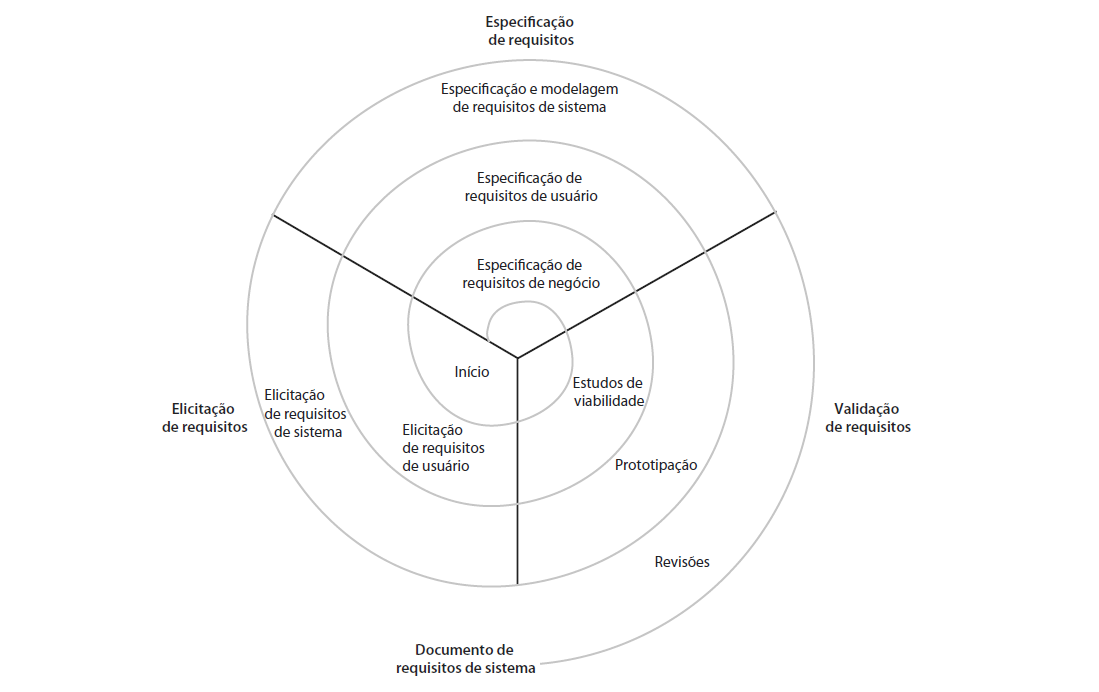 Especificação
de requisitos
Especificação e modelagem
de requisitos de sistema
Especificação de
requisitos de usuário
Especificação de
requisitos de negócio
Início
Estudos de
viabilidade
Elicitação
de requisitos
Elicitação
de requisitos
de sistema
Elicitação
de requisitos
de usuário
Validação
de requisitos
Prototipação
Revisões
Documento de
requisitos de sistema